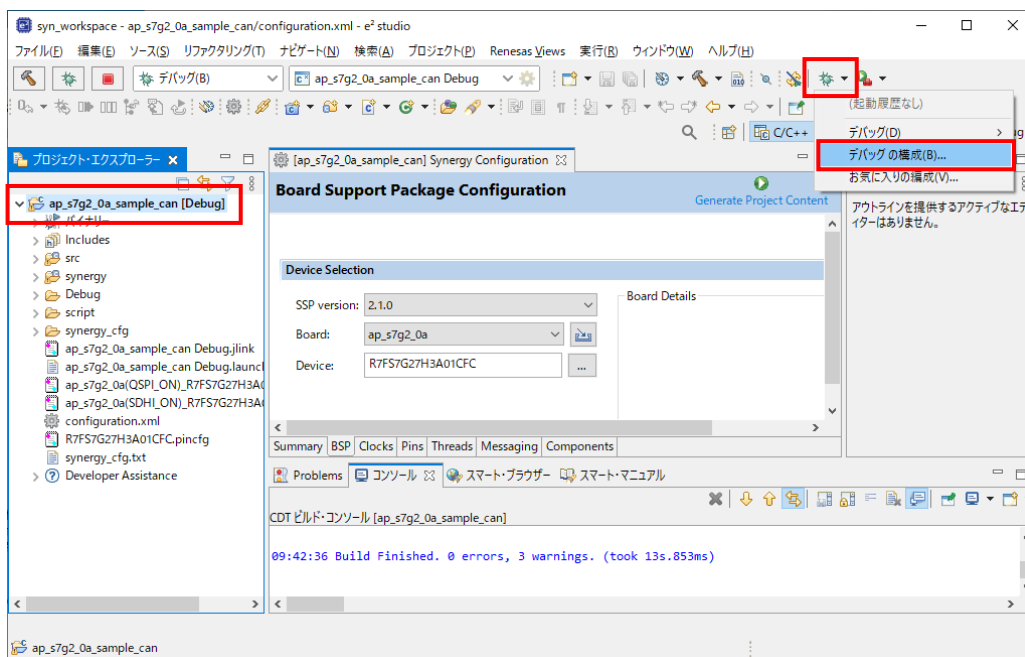 syn_workspace - ap_s7g2_0a_sample_can/configuration.xml - e² studio
ファイル(F) 編集(E) ソース(S) リファクタリング(T) ナビゲート(N) 検索(A) プロジェクト(P) Renesas Views 実行(R) ウィンドウ(W) ヘルプ(H)
デバッグ(B)
ap_s7g2_0a_sample_can Debug
(起動履歴なし)
デバッグ(D)
デバッグ の構成(B)...
お気に入りの構成(V)...
C/C++
プロジェクト・エクスプローラー
[ap_s7g2_0a_sample_can] Synergy Configuration
ap_s7g2_0a_sample_can [Debug]
バイナリー
Includes
src
synergy
Debug
script
synergy_cfg
ap_s7g2_0a_sample_can Debug.jlink
ap_s7g2_0a_sample_can Debug.launc
ap_s7g2_0a(QSPI_ON)_R7FS7G27H3A0
ap_s7g2_0a(SDHI_ON)_R7FS7G27H3A
configuration.xml
R7FS7G27H3A01CFC.pincfg
synergy_cfg.txt
Developer Assistance
Board Support Package Configuration
Generate Project Content
Device Selection
SSP version: 2.1.0
Board: ap_s7g2_0a
Device: R7FS7G27H3A01CFC ...
Board Details
Summary BSP Clocks Pins Threads Messaging Components
アウトラインを提供するアクティブなエデ
ィターはありません。
Problems コンソール スマート・ブラウザー スマート・マニュアル
CDT ビルド・コンソール [ap_s7g2_0a_sample_can]
09:42:36 Build Finished. 0 errors, 3 warnings. (took 13s.853ms)
ap_s7g2_0a_sample_can